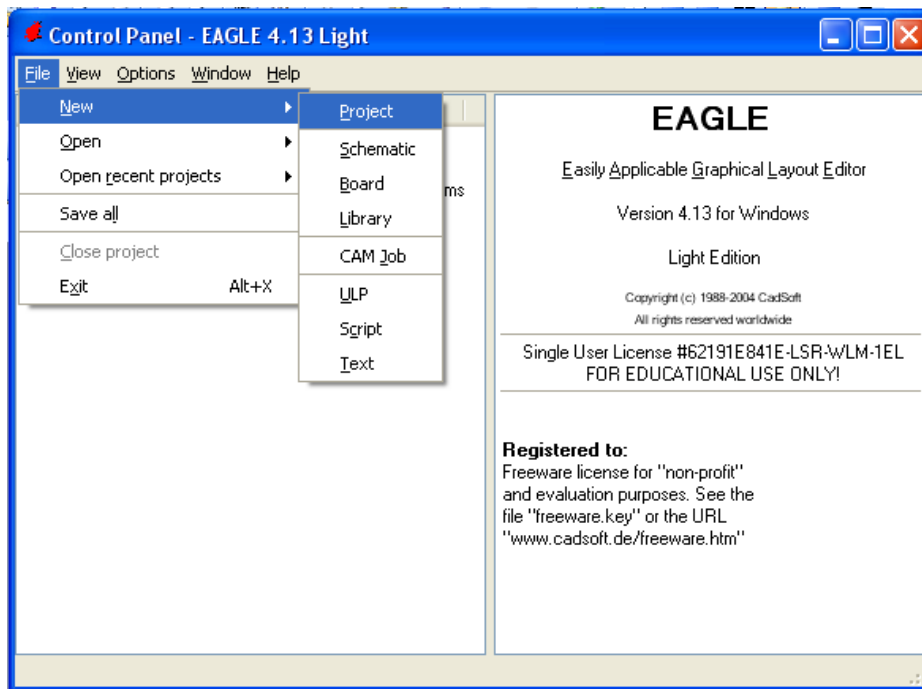 Control Panel - EAGLE 4.13 Light
File View Options Window Help
New
Open
Open recent projects
Save all
Close project
Exit Alt+X
Project
Schematic
Board
Library
CAM Job
ULP
Script
Text
ms
EAGLE
Easily Applicable Graphical Layout Editor
Version 4.13 for Windows
Light Edition
Copyright (c) 1988-2004 CadSoft
All rights reserved worldwide
Single User License #62191E841E-LSR-WLM-1EL
FOR EDUCATIONAL USE ONLY!
Registered to:
Freeware license for "non-profit"
and evaluation purposes. See the
file "freeware.key" or the URL
"www.cadsoft.de/freeware.htm"